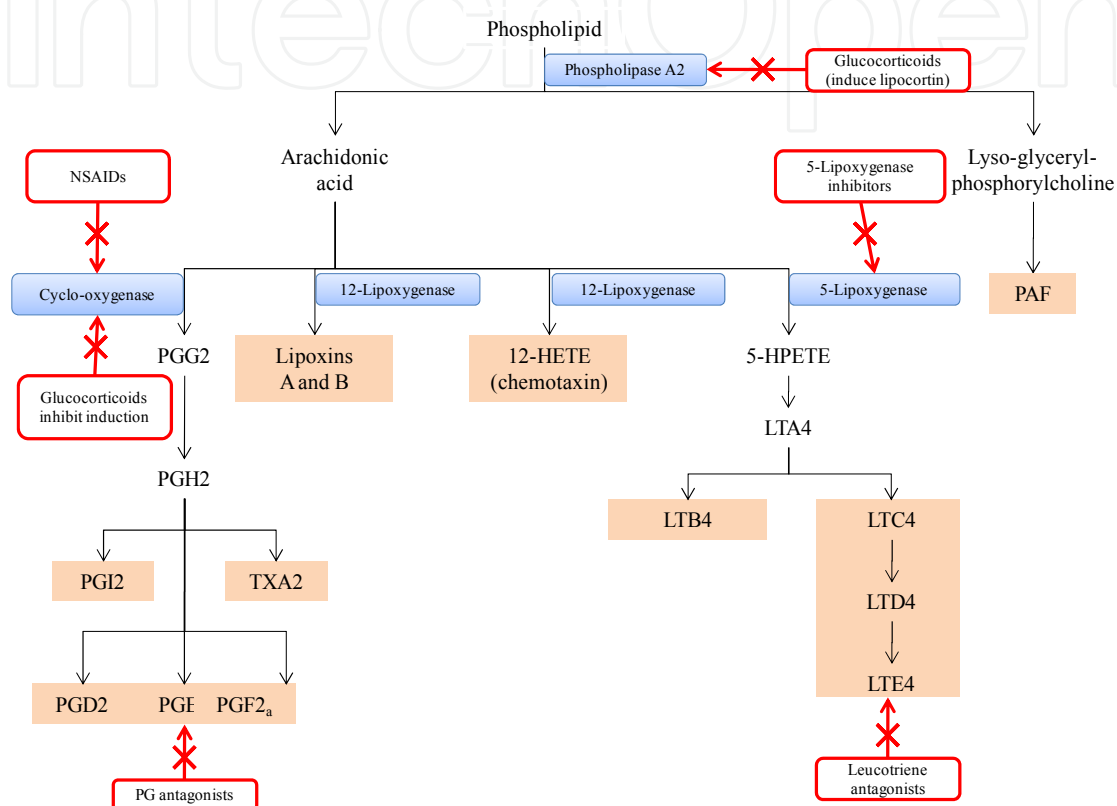 IntechOpen
Phospholipid
Phospholipase A2
Glucocorticoids
(induce lipocortin)
Arachidonic
acid
Lyso-glyceryl-
phosphorylcholine
NSAIDs
5-Lipoxygenase
inhibitors
Cyclo-oxygenase
12-Lipoxygenase
12-Lipoxygenase
5-Lipoxygenase
PAF
PGG2
Lipoxins
A and B
12-HETE
(chemotaxin)
5-HPETE
Glucocorticoids
inhibit induction
LTA4
PGH2
LTB4
LTC4
PGI2
TXA2
LTD4
LTE4
PGD2
PGE
PGF2a
PG antagonists
Leucotriene
antagonists